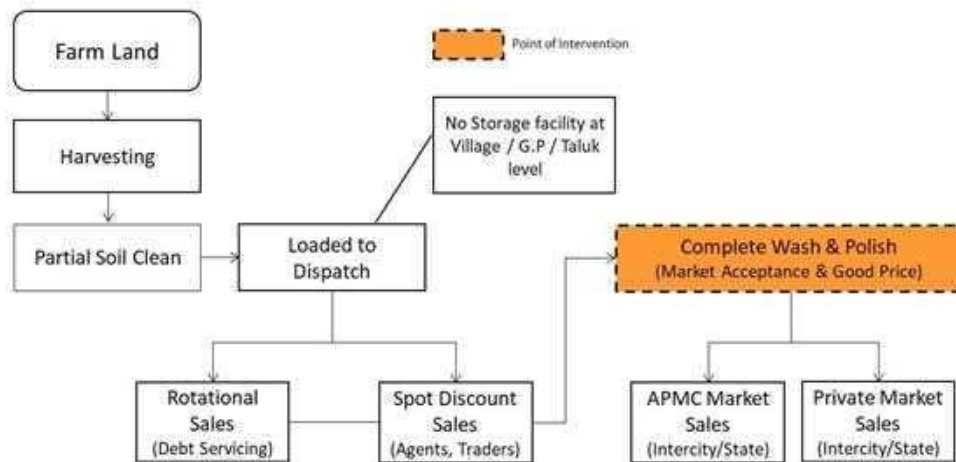 Farm Land
Point of Intervention
No Storage facility at
Village / G.P / Taluk
level
Harvesting
Partial Soil Clean
Loaded to
Dispatch
Complete Wash & Polish
(Market Acceptance & Good Price)
Rotational
Sales
(Debt Servicing)
Spot Discount
Sales
(Agents, Traders)
APMC Market
Sales
(Intercity/State)
Private Market
Sales
(Intercity/State)